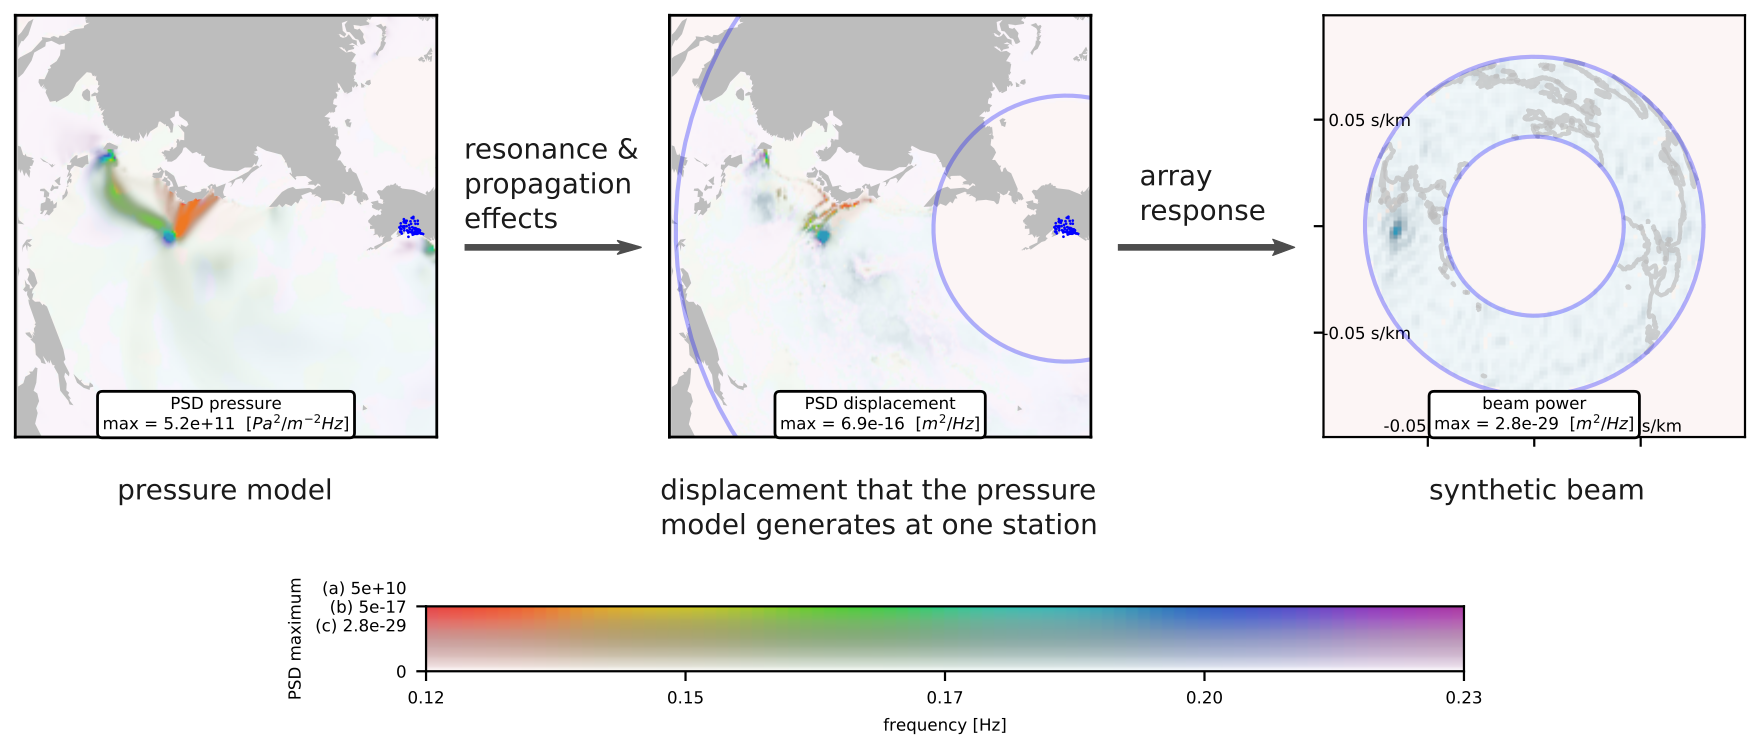 resonance &
propagation
effects
array
response
0.05 s/km
-0.05 s/km
PSD pressure
max = 5.2e+11 [Pa²/m⁻²Hz]
PSD displacement
max = 6.9e-16 [m²/Hz]
beam power
max = 2.8e-29 [m²/Hz]
-0.05
s/km
pressure model
displacement that the pressure
model generates at one station
synthetic beam
PSD maximum
(a) 5e+10
(b) 5e-17
(c) 2.8e-29
0
0.12
0.15
0.17
0.20
0.23
frequency [Hz]